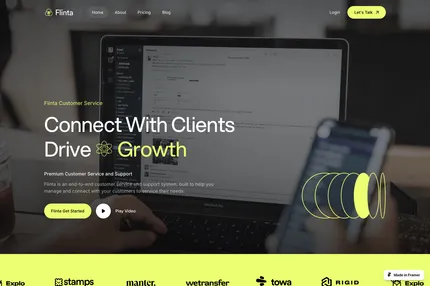 Flinta
Home About Pricing Blog
Login Let's Talk
Flinta Customer Service
Connect With Clients
Drive Growth
Premium Customer Service and Support
Flinta is an end-to-end customer service and support system, built to help you
manage and connect with your customers to service their needs.
Flinta Get Started Play Video
Made in Framer
Explo stamps manter. wetransfer towa RIGID Explo